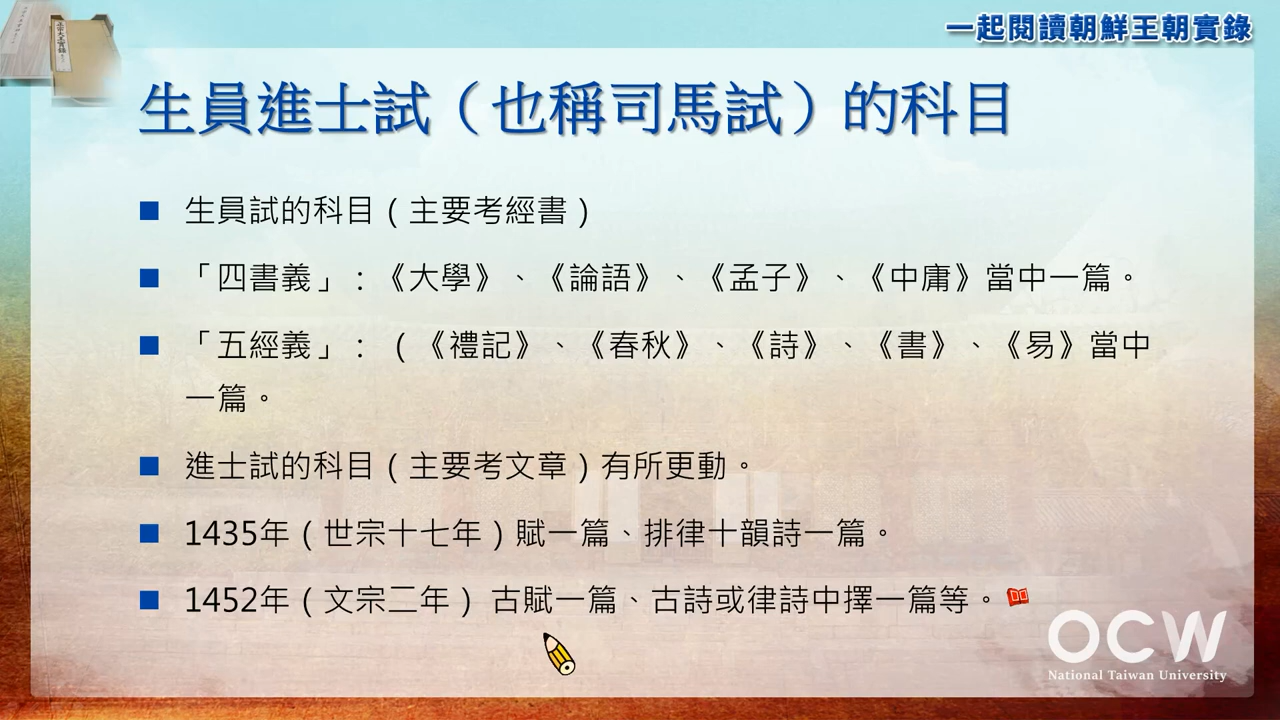 一起閱讀朝鮮王朝實錄
生員進士試（也稱司馬試）的科目
生員試的科目（主要考經書）
「四書義」：《大學》、《論語》、《孟子》、《中庸》當中一篇。
「五經義」：（《禮記》、《春秋》、《詩》、《書》、《易》當中
一篇。
進士試的科目（主要考文章）有所更動。
1435年（世宗十七年）賦一篇、排律十韻詩一篇。
1452年（文宗二年） 古賦一篇、古詩或律詩中擇一篇等。
OCW
National Taiwan University